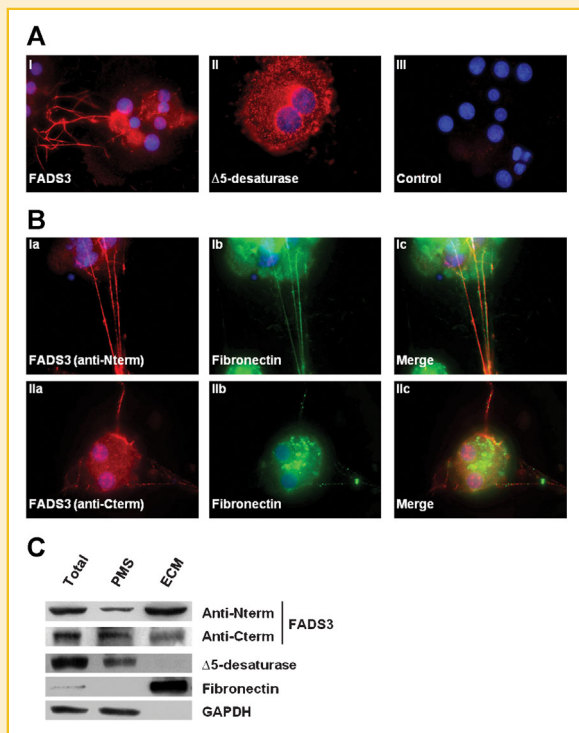 A
I
II
III
FADS3
Δ5-desaturase
Control
B
Ia
Ib
Ic
FADS3 (anti-Nterm)
Fibronectin
Merge
IIa
IIb
IIc
FADS3 (anti-Cterm)
Fibronectin
Merge
C
Total
PMS
ECM
Anti-Nterm
Anti-Cterm
FADS3
Δ5-desaturase
Fibronectin
GAPDH